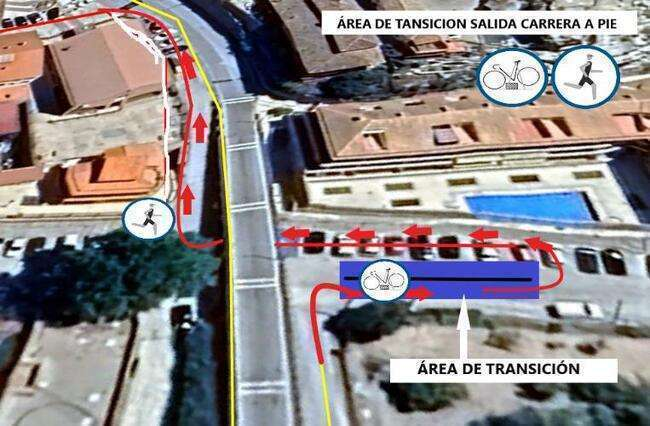 ÁREA DE TANSICION SALIDA CARRERA A PIE
ÁREA DE TRANSICIÓN